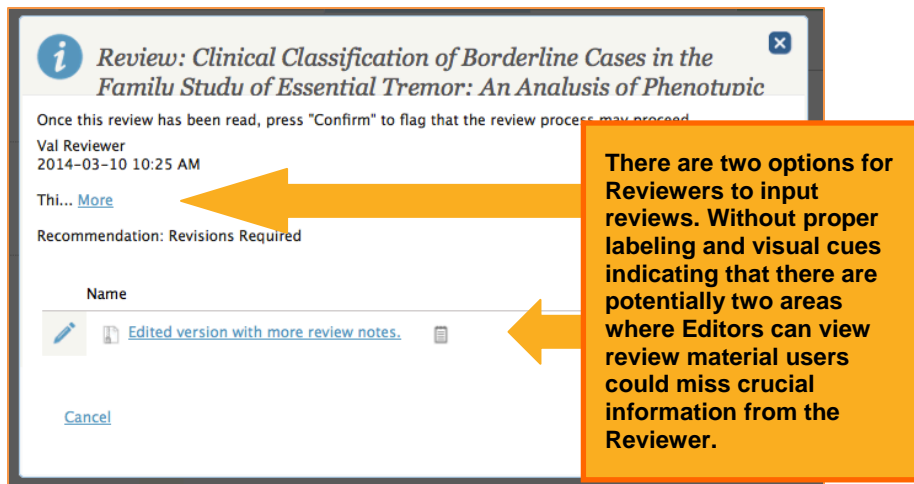 Review: Clinical Classification of Borderline Cases in the
Family Study of Essential Tremor: An Analysis of Phenotypic
Once this review has been read, press "Confirm" to flag that the review process may proceed
Val Reviewer
2014-03-10 10:25 AM
Thi... More
Recommendation: Revisions Required
Name
Edited version with more review notes.
Cancel
There are two options for
Reviewers to input
reviews. Without proper
labeling and visual cues
indicating that there are
potentially two areas
where Editors can view
review material users
could miss crucial
information from the
Reviewer.